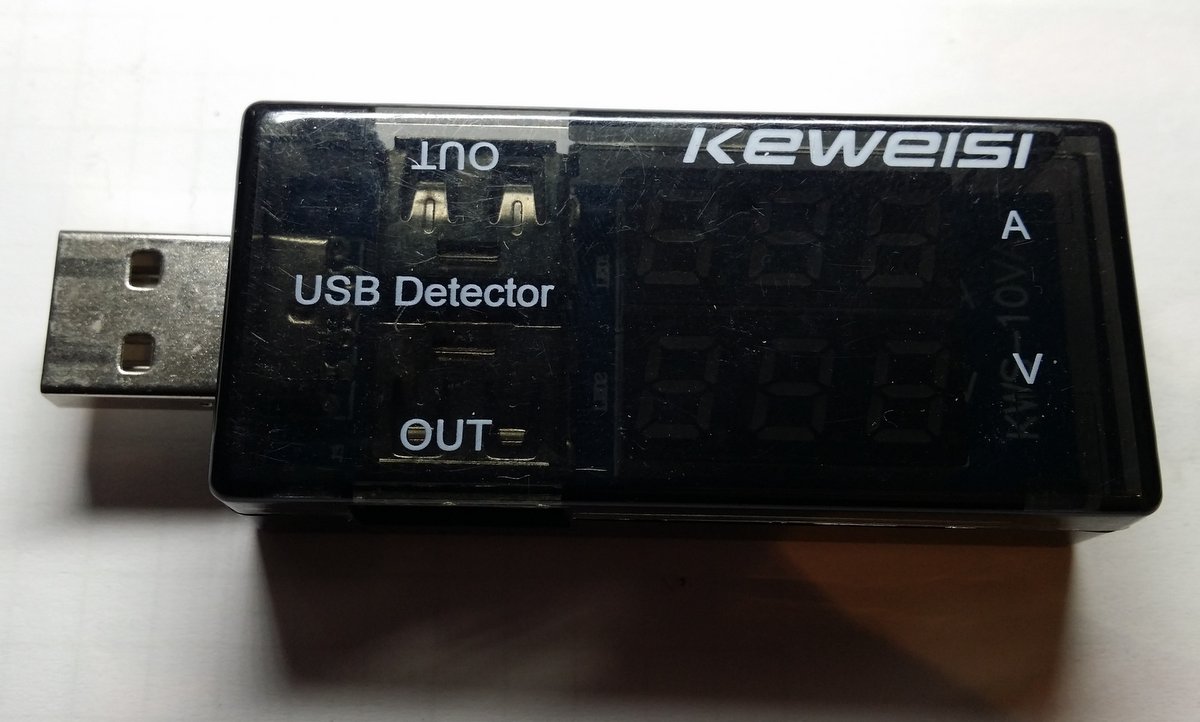 OUT
KEWEISI
A
USB Detector
KWS-10VA
V
OUT